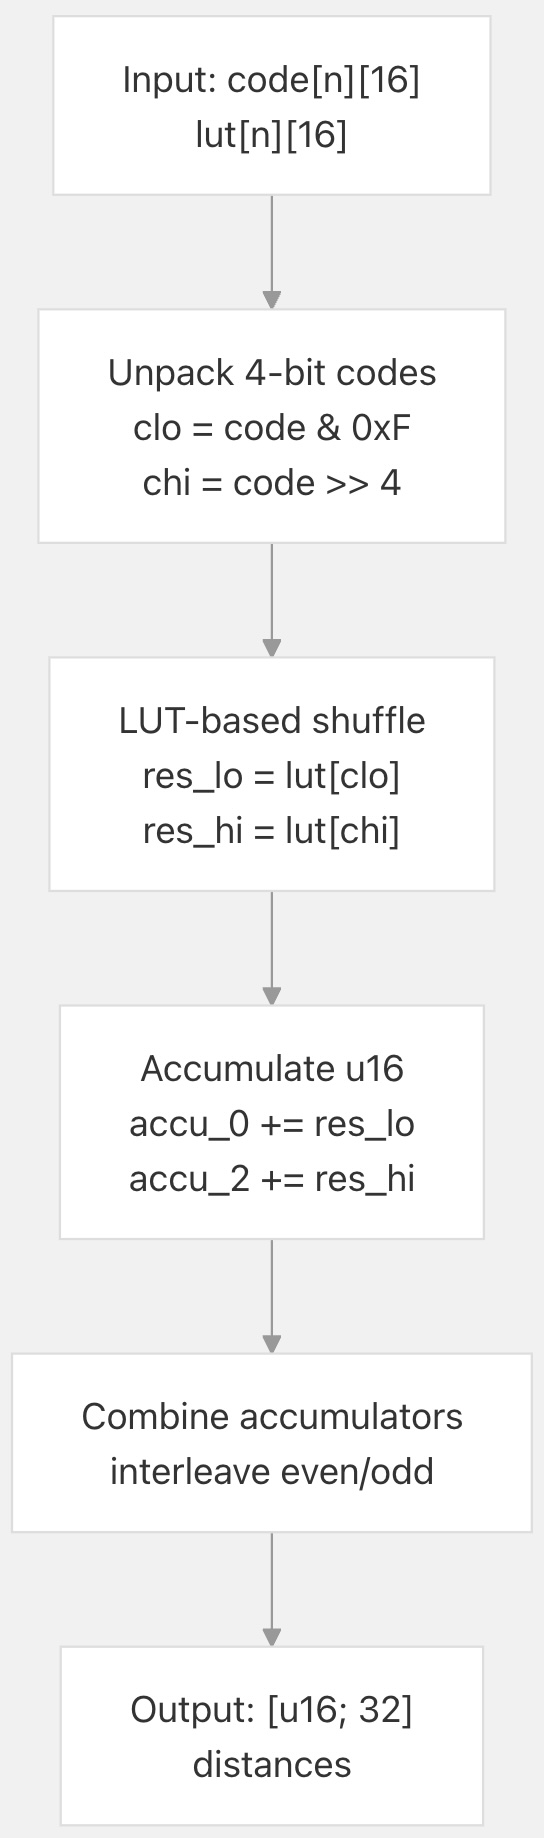 Input: code[n][16]
lut[n][16]
Unpack 4-bit codes
clo = code & 0xF
chi = code >> 4
LUT-based shuffle
res_lo = lut[clo]
res_hi = lut[chi]
Accumulate u16
accu_0 += res_lo
accu_2 += res_hi
Combine accumulators
interleave even/odd
Output: [u16; 32]
distances